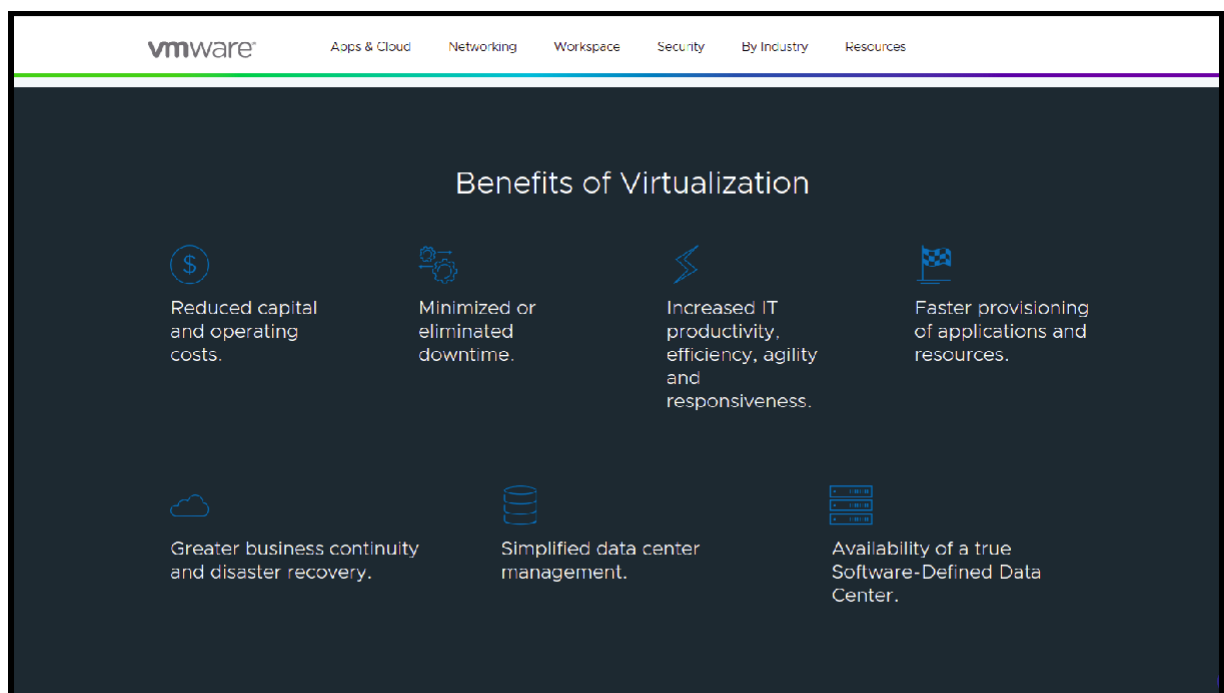 vmware®
Apps & Cloud Networking Workspace Security By Industry Resources
Benefits of Virtualization
$
Reduced capital
and operating
costs.
Minimized or
eliminated
downtime.
Increased IT
productivity,
efficiency, agility
and
responsiveness.
Faster provisioning
of applications and
resources.
Greater business continuity
and disaster recovery.
Simplified data center
management.
Availability of a true
Software-Defined Data
Center.